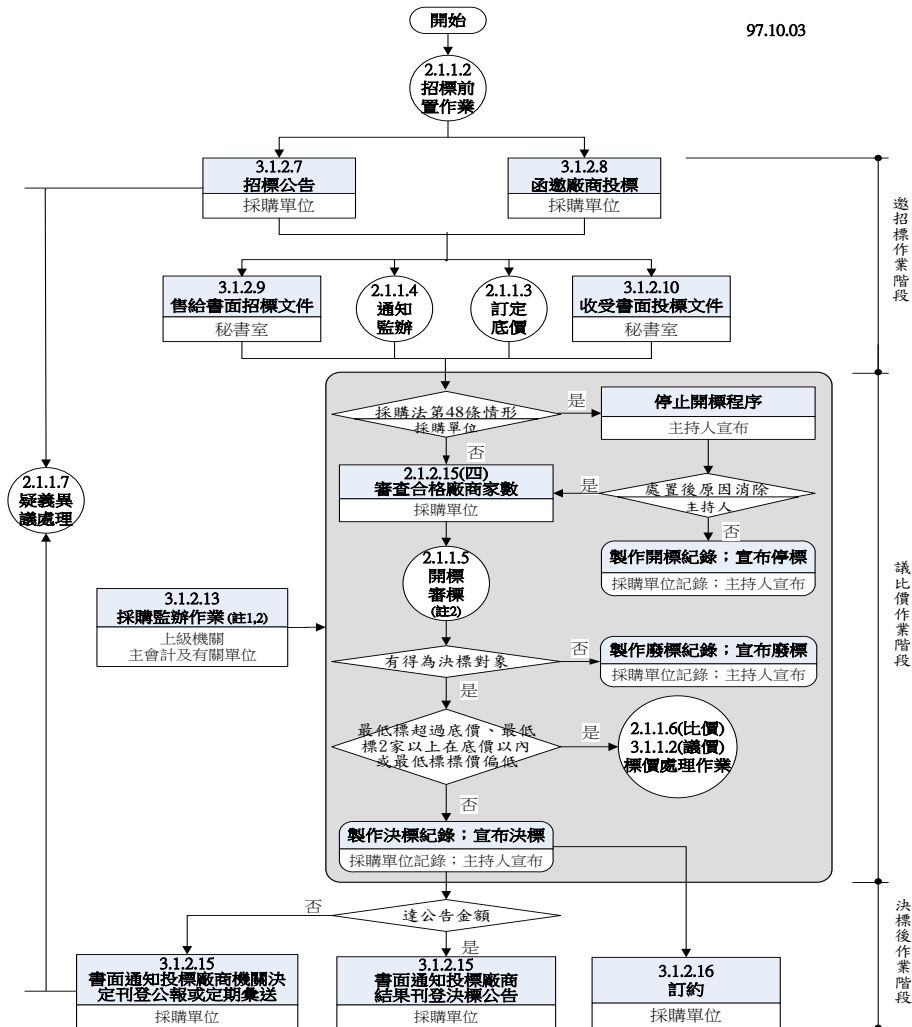 開始
97.10.03
2.1.1.2
招標前
置作業
3.1.2.7
招標公告
採購單位
3.1.2.8
函邀廠商投標
採購單位
邀招標作業階段
3.1.2.9
售給書面招標文件
秘書室
2.1.1.4
通知
監辦
2.1.1.3
訂定
底價
3.1.2.10
收受書面投標文件
秘書室
採購法第48條情形
採購單位
是
停止開標程序
主持人宣布
否
2.1.1.7
疑義異
議處理
2.1.2.15(四)
審查合格廠商家數
採購單位
是
處置後原因消除
主持人
否
製作開標紀錄；宣布停標
採購單位記錄；主持人宣布
2.1.1.5
開標
審標
(註2)
議比價作業階段
3.1.2.13
採購監辦作業(註1,2)
上級機關
主會計及有關單位
有得為決標對象
否
製作廢標紀錄；宣布廢標
採購單位記錄；主持人宣布
是
最低標超過底價、最低
標2家以上在底價以內
或最低標標價偏低
是
2.1.1.6(比價)
3.1.1.2(議價)
標價處理作業
否
製作決標紀錄；宣布決標
採購單位記錄；主持人宣布
否
達公告金額
是
決標後作業階段
3.1.2.15
書面通知投標廠商機關決
定刊登公報或定期彙送
採購單位
3.1.2.15
書面通知投標廠商
結果刊登決標公告
採購單位
3.1.2.16
訂約
採購單位